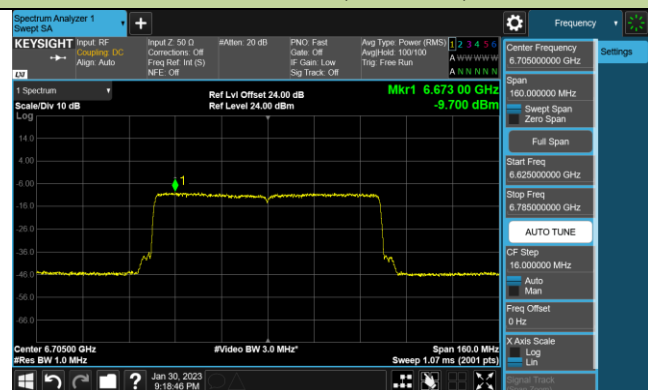 Spectrum Analyzer 1
Swept SA
Frequency
KEYSIGHT
Input: RF
Coupling: DC
Align: Auto
Input Z: 50 Ω
Corrections: Off
Freq Ref: Int (S)
NFE: Off
#Atten: 20 dB
PNO: Fast
Gate: Off
IF Gain: Low
Sig Track: Off
Avg Type: Power (RMS)
Avg|Hold: 100/100
Trig: Free Run
1 2 3 4 5 6
A W W W W W
A N N N N N
LXI
1 Spectrum
Scale/Div 10 dB
Log
Ref Lvl Offset 24.00 dB
Ref Level 24.00 dBm
Mkr1 6.673 00 GHz
-9.700 dBm
14.0
4.00
-6.00
-16.0
-26.0
-36.0
-46.0
-56.0
-66.0
1
Center 6.70500 GHz
#Res BW 1.0 MHz
#Video BW 3.0 MHz*
Span 160.0 MHz
Sweep 1.07 ms (2001 pts)
Jan 30, 2023
9:18:46 PM
Center Frequency
6.705000000 GHz
Settings
Span
160.000000 MHz
Swept Span
Zero Span
Full Span
Start Freq
6.625000000 GHz
Stop Freq
6.785000000 GHz
AUTO TUNE
CF Step
16.000000 MHz
Auto
Man
Freq Offset
0 Hz
X Axis Scale
Log
Lin
Signal Track